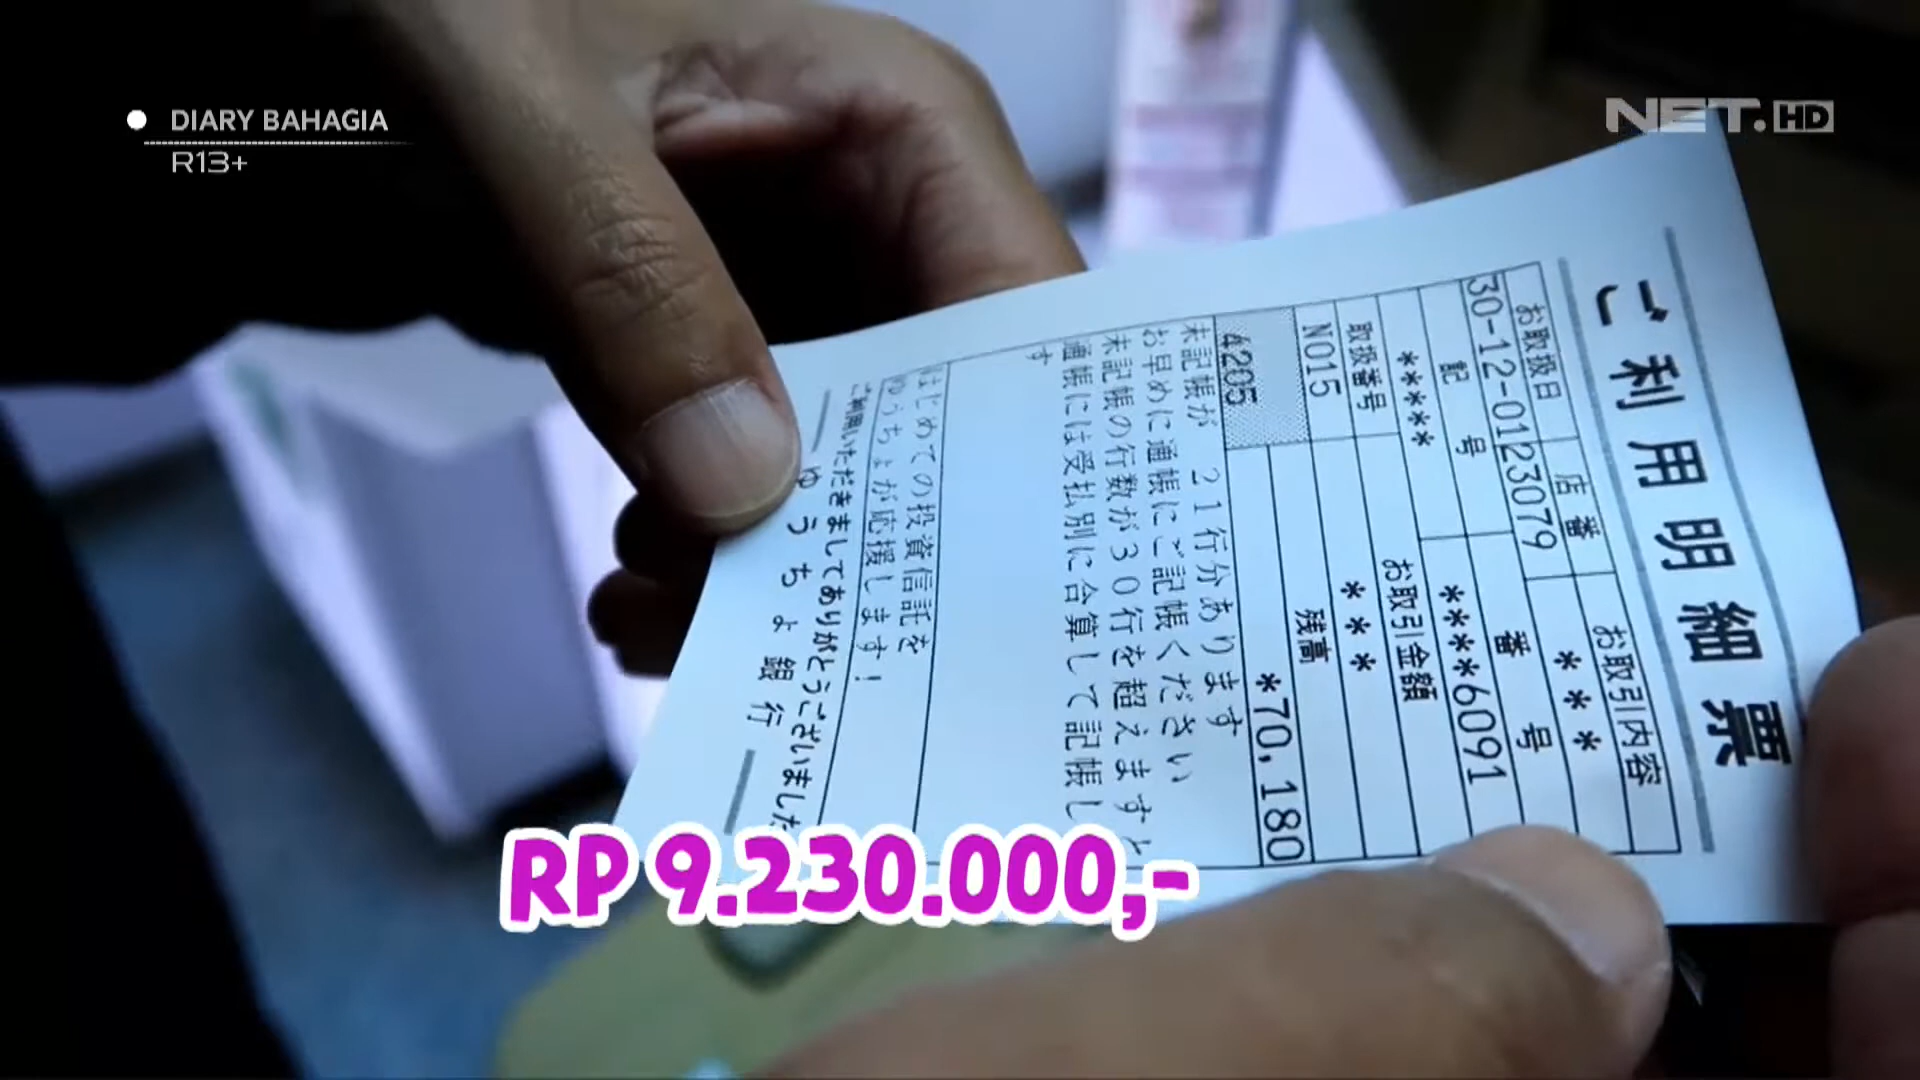 DIARY BAHAGIA
R13+
NET. HD
ご利用明細票
お取扱日 店番 お取引内容
30-12-01 23079 ***
記号 番号
***** ****6091
取扱番号 お取引金額
N015 ***
残高
4205 *70,180
未記帳が 21行分あります
お早めに通帳にご記帳ください
未記帳の行数が30行を超えますと
通帳には受払別に合算して記帳し
す
はじめての投資信託を
ゆうちょが応援します!
ご利用いただきましてありがとうございました
ゆうちょ銀行
RP 9.230.000,-